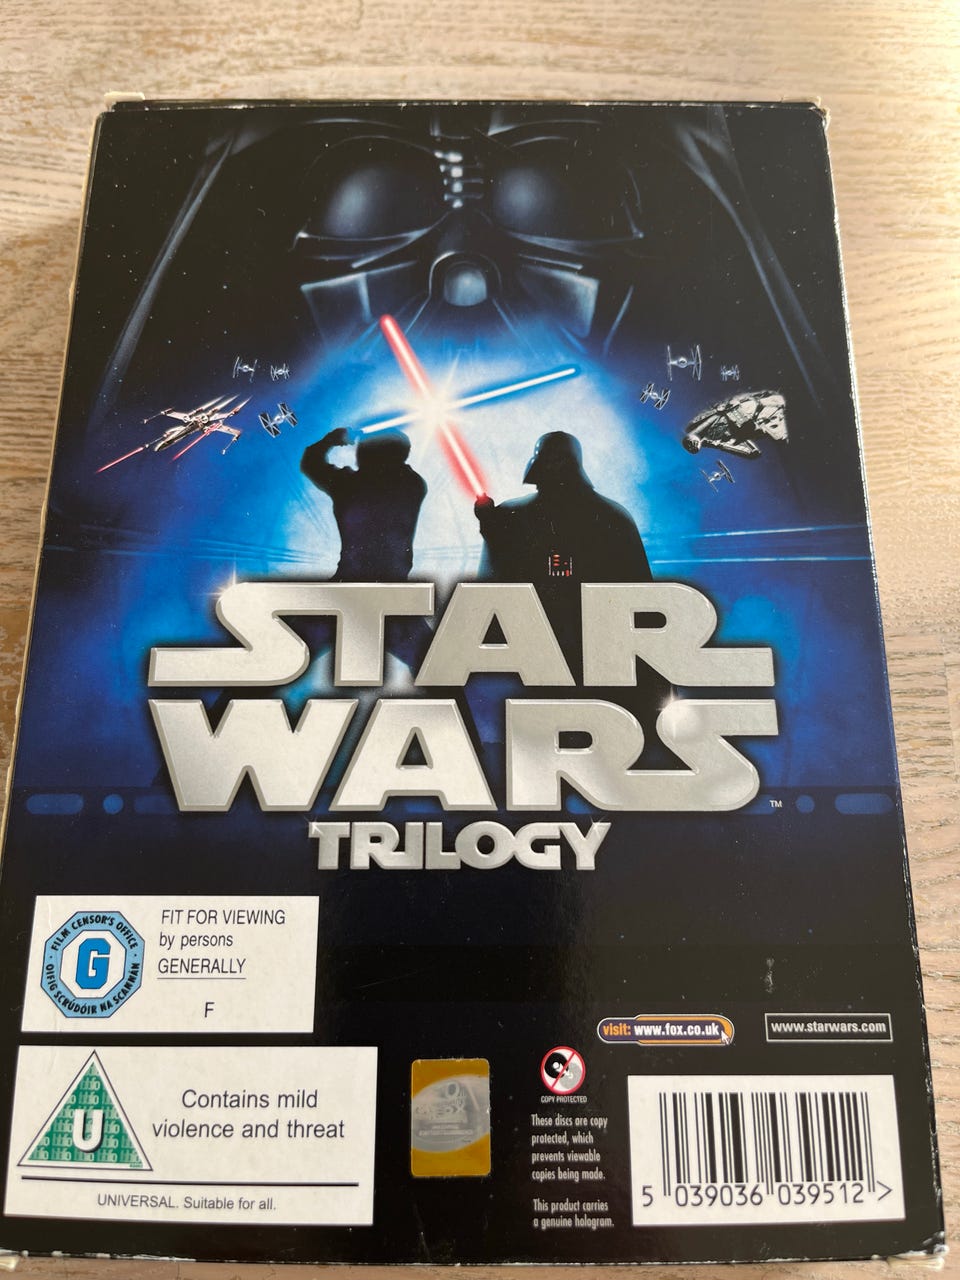 STAR
WARS
™
TRILOGY
FILM CENSOR'S OFFICE
G
OIFIG SCRÚDÓIR NA SCANNÁN
FIT FOR VIEWING
by persons
GENERALLY
F
U
Contains mild
violence and threat
UNIVERSAL. Suitable for all.
visit: www.fox.co.uk
www.starwars.com
COPY PROTECTED
These discs are copy
protected, which
prevents viewable
copies being made.
This product carries
a genuine hologram.
5 039036 039512 >